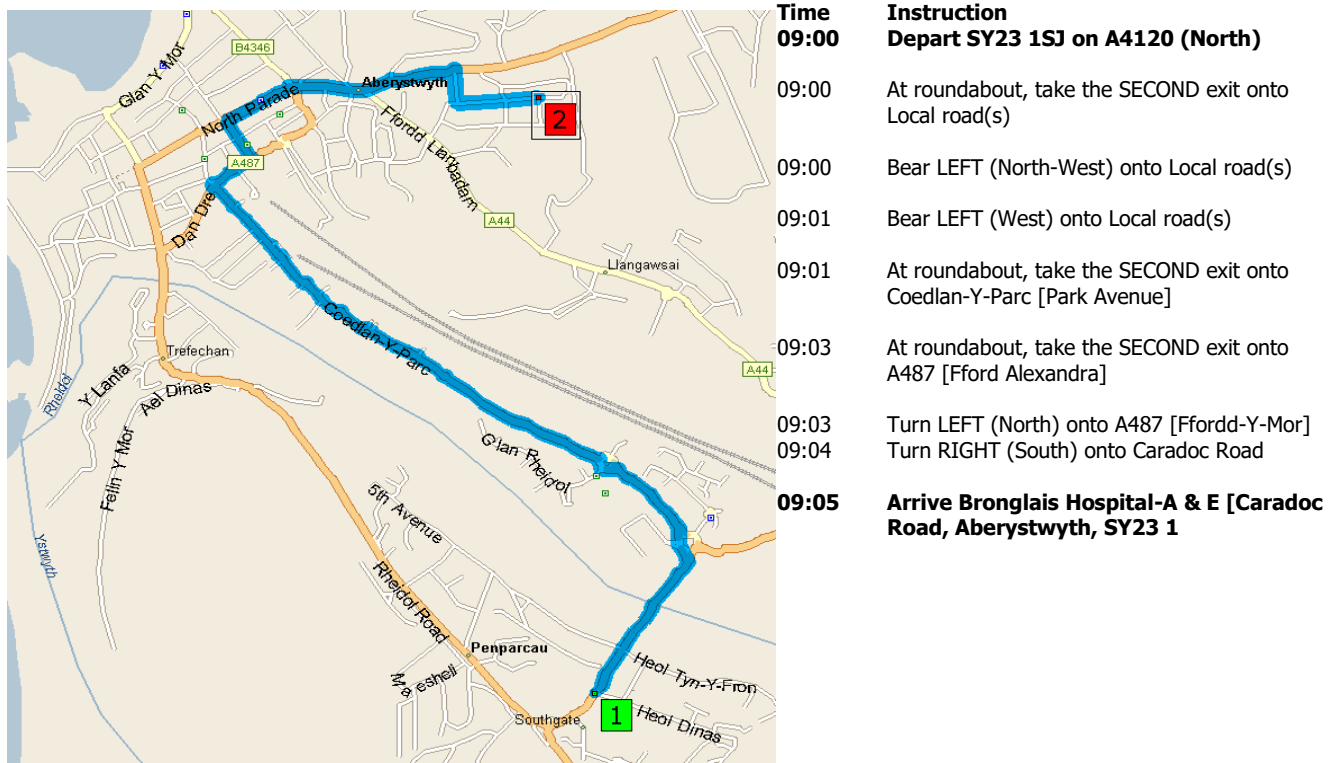 Glan Y Mor
B4346
Aberystwyth
North Parade
2
Ffordd Llanbadarn
A487
Dan Dre
A44
Llangawsai
Coedlan-Y-Parc
Trefechan
A44
Y Lanfa
Ael Dinas
Rheidol
Felin Y Mor
Glan Rheidol
5th Avenue
Ystwyth
Rheidol Road
Penparcau
Heol Tyn-Y-Fron
Maesheli
1
Heol Dinas
Southgate
Time Instruction
09:00 Depart SY23 1SJ on A4120 (North)
09:00 At roundabout, take the SECOND exit onto
Local road(s)
09:00 Bear LEFT (North-West) onto Local road(s)
09:01 Bear LEFT (West) onto Local road(s)
09:01 At roundabout, take the SECOND exit onto
Coedlan-Y-Parc [Park Avenue]
09:03 At roundabout, take the SECOND exit onto
A487 [Fford Alexandra]
09:03 Turn LEFT (North) onto A487 [Ffordd-Y-Mor]
09:04 Turn RIGHT (South) onto Caradoc Road
09:05 Arrive Bronglais Hospital-A & E [Caradoc
Road, Aberystwyth, SY23 1